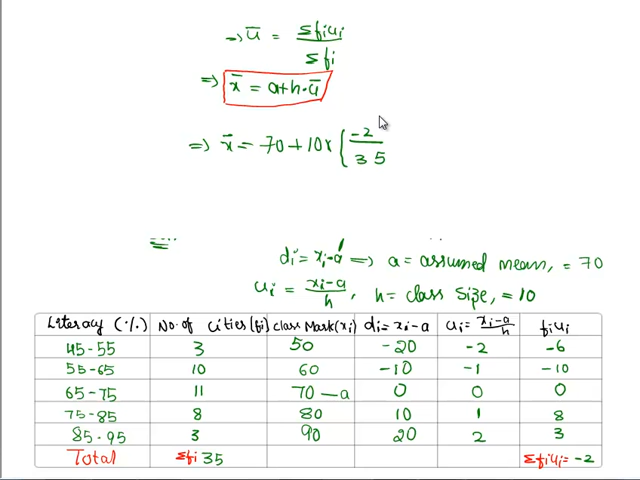 ⇒ ū = Σfiui / Σfi
⇒ x̄ = a+h·ū
⇒ x̄ = 70+10×{-2/35
di = xi-a ⇒ a = assumed mean, = 70
ui = xi-a/h, h = class size, = 10
Literacy (%) No. of Cities (fi) Class Mark (xi) di = xi-a ui = xi-a/h fiui
45-55 3 50 -20 -2 -6
55-65 10 60 -10 -1 -10
65-75 11 70-a 0 0 0
75-85 8 80 10 1 8
85-95 3 90 20 2 3
Total Σfi 35 Σfiui = -2